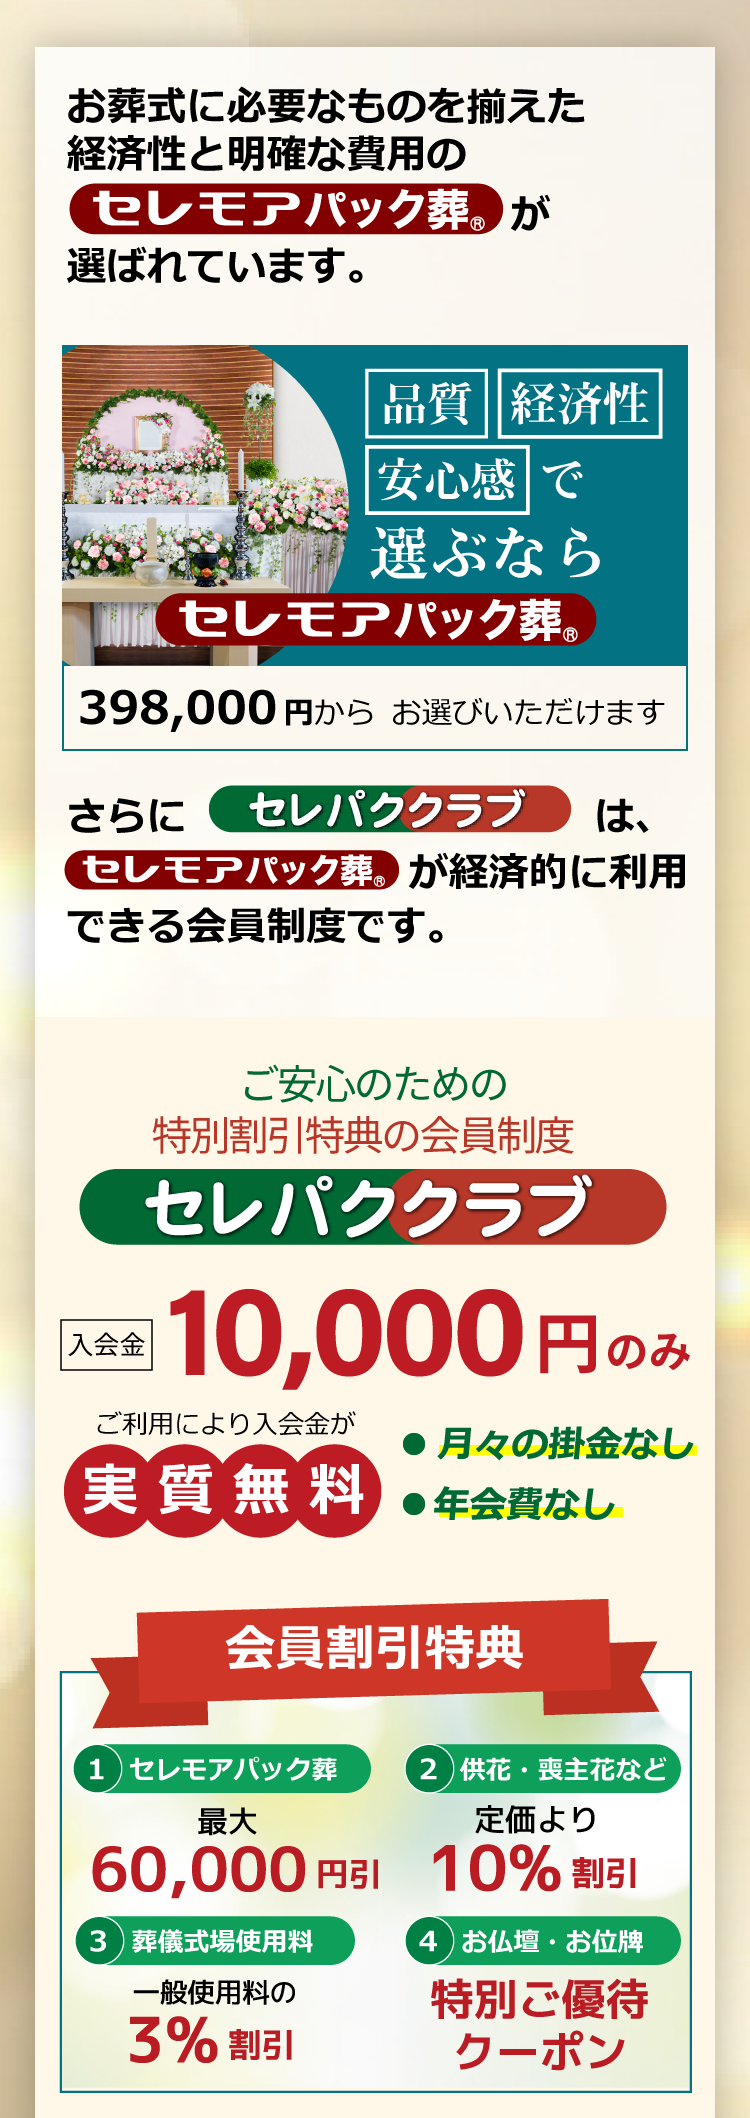 お葬式に必要なものを揃えた
経済性と明確な費用の
セレモアパック葬®が
選ばれています。
品質 経済性
安心感で
選ぶなら
セレモアパック葬®
398,000円から お選びいただけます
さらに セレパククラブ は、
セレモアパック葬®が経済的に利用
できる会員制度です。
ご安心のための
特別割引特典の会員制度
セレパククラブ
入会金 10,000円のみ
ご利用により入会金が
実質無料
● 月々の掛金なし
● 年会費なし
会員割引特典
1 セレモアパック葬
最大
60,000円引
2 供花・喪主花など
定価より
10%割引
3 葬儀式場使用料
一般使用料の
3%割引
4 お仏壇・お位牌
特別ご優待
クーポン